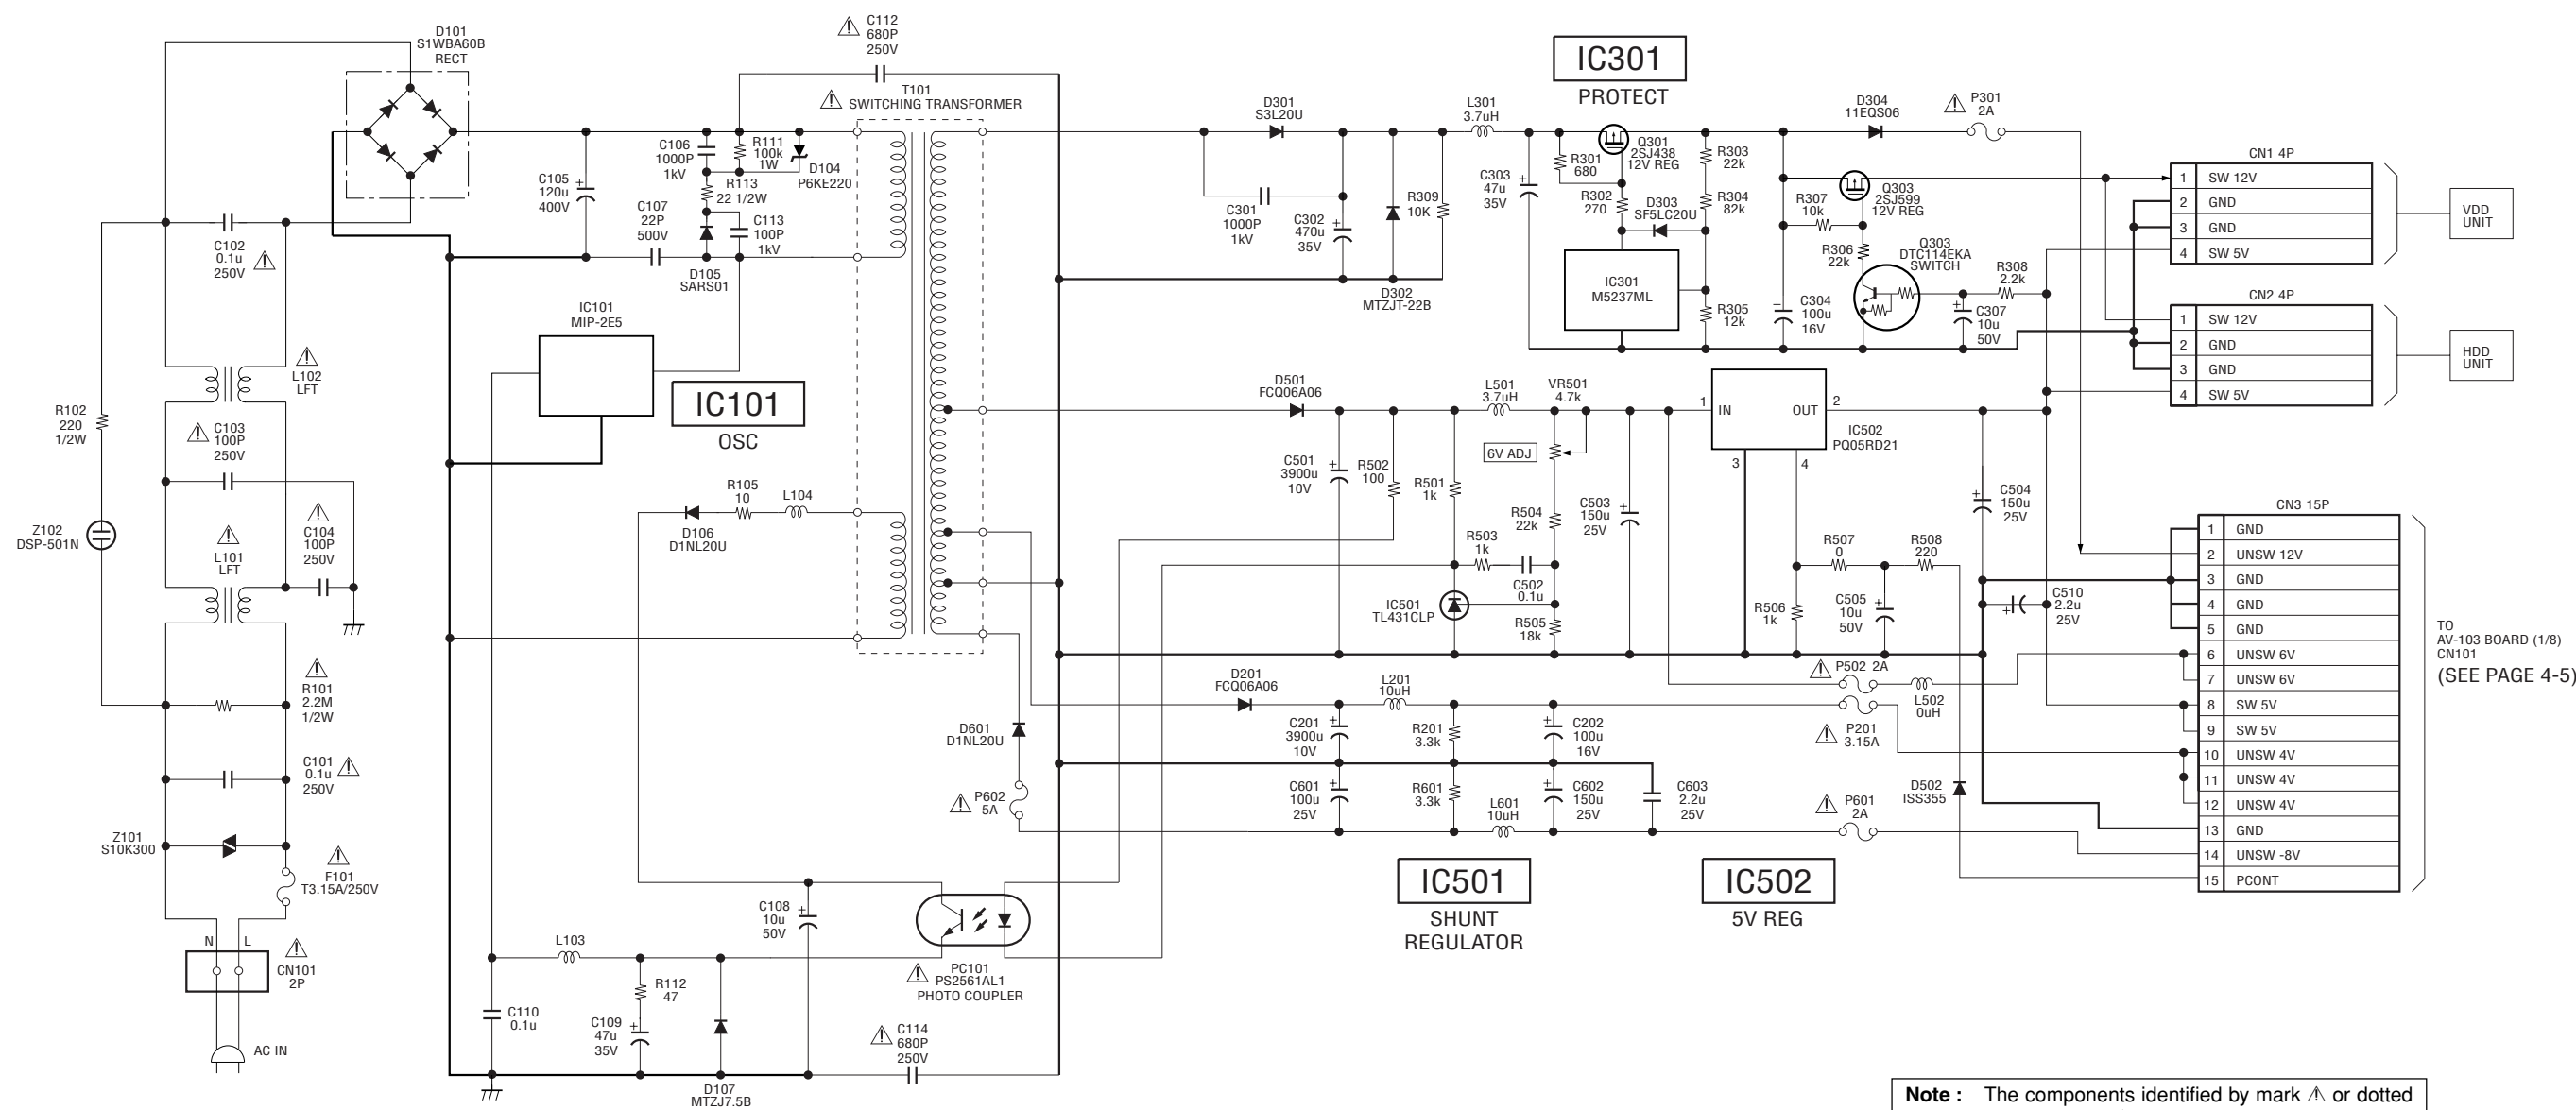 D101
S1WBA60B
RECT
C112
680P
250V
T101
SWITCHING TRANSFORMER
C106
1000P
1kV
R111
100k
1W
D104
P6KE220
R113
22 1/2W
C105
120u
400V
C107
22P
500V
C113
100P
1kV
D105
SARS01
C102
0.1u
250V
IC101
MIP-2E5
IC101
OSC
L102
LFT
R102
220
1/2W
C103
100P
250V
Z102
DSP-501N
L101
LFT
C104
100P
250V
R105
10
L104
D106
D1NL20U
R101
2.2M
1/2W
C101
0.1u
250V
Z101
S10K300
F101
T3.15A/250V
N
L
CN101
2P
AC IN
C108
10u
50V
L103
R112
47
C110
0.1u
C109
47u
35V
D107
MTZJ7.5B
PC101
PS2561AL1
PHOTO COUPLER
C114
680P
250V
IC301
PROTECT
D301
S3L20U
L301
3.7uH
C301
1000P
1kV
C302
470u
35V
R309
10K
D302
MTZJT-22B
C303
47u
35V
R301
680
Q301
2SJ438
12V REG
R302
270
D303
SF5LC20U
R303
22k
R304
82k
IC301
M5237ML
R305
12k
D304
11EQS06
P301
2A
Q303
2SJ599
12V REG
R307
10k
R306
22k
Q303
DTC114EKA
SWITCH
R308
2.2k
C304
100u
16V
C307
10u
50V
CN1 4P
1 SW 12V
2 GND
3 GND
4 SW 5V
VDD
UNIT
CN2 4P
1 SW 12V
2 GND
3 GND
4 SW 5V
HDD
UNIT
D501
FCQ06A06
L501
3.7uH
VR501
4.7k
6V ADJ
C501
3900u
10V
R502
100
R501
1k
R504
22k
C503
150u
25V
R503
1k
C502
0.1u
IC501
TL431CLP
R505
18k
1
IN
OUT
2
IC502
PQ05RD21
3
4
C504
150u
25V
R507
0
R508
220
R506
1k
C505
10u
50V
C510
2.2u
25V
D201
FCQ06A06
L201
10uH
P502 2A
L502
0uH
P201
3.15A
D601
D1NL20U
C201
3900u
10V
R201
3.3k
C202
100u
16V
P602
5A
C601
100u
25V
R601
3.3k
L601
10uH
C602
150u
25V
C603
2.2u
25V
P601
2A
D502
ISS355
CN3 15P
1 GND
2 UNSW 12V
3 GND
4 GND
5 GND
6 UNSW 6V
7 UNSW 6V
8 SW 5V
9 SW 5V
10 UNSW 4V
11 UNSW 4V
12 UNSW 4V
13 GND
14 UNSW -8V
15 PCONT
TO
AV-103 BOARD (1/8)
CN101
(SEE PAGE 4-5)
IC501
SHUNT
REGULATOR
IC502
5V REG
Note : The components identified by mark ⚠ or dotted